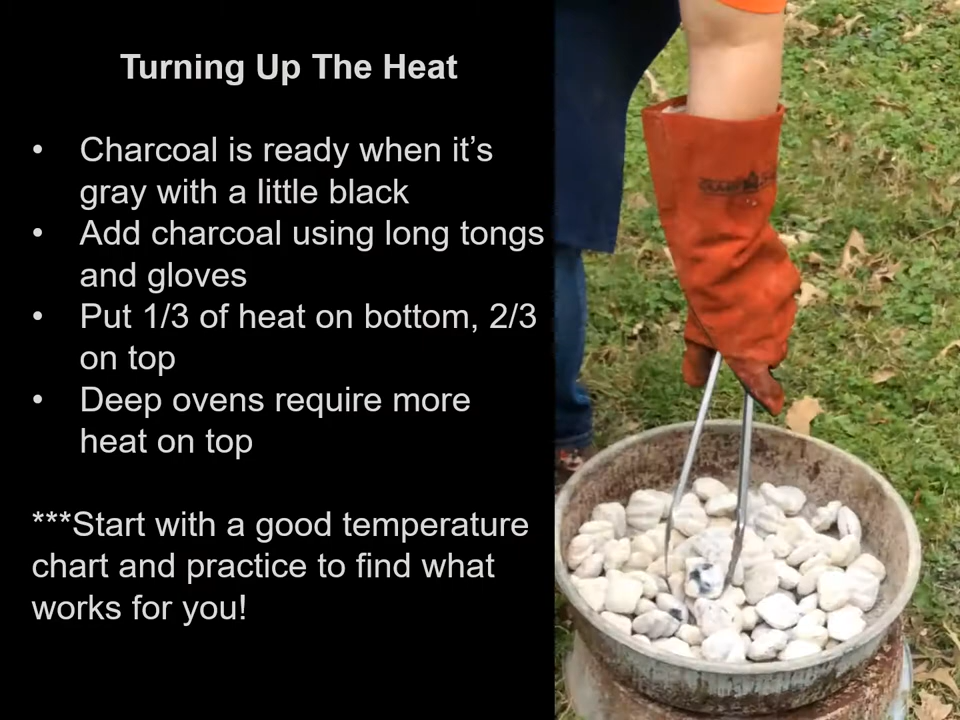 Turning Up The Heat
• Charcoal is ready when it’s
gray with a little black
• Add charcoal using long tongs
and gloves
• Put 1/3 of heat on bottom, 2/3
on top
• Deep ovens require more
heat on top
***Start with a good temperature
chart and practice to find what
works for you!